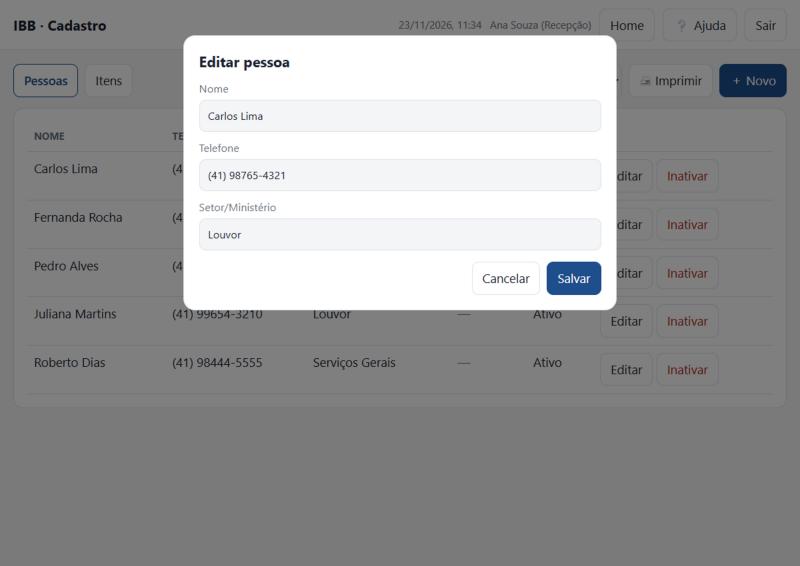 IBB · Cadastro
23/11/2026, 11:34 Ana Souza (Recepção) Home Ajuda Sair
Pessoas Itens Imprimir + Novo
Editar pessoa
Nome
Carlos Lima
Telefone
(41) 98765-4321
Setor/Ministério
Louvor
Cancelar Salvar
NOME
Carlos Lima (4 Inativar
Fernanda Rocha (4 Inativar
Pedro Alves (4 Inativar
Juliana Martins (41) 99654-3210 Louvor — Ativo Editar Inativar
Roberto Dias (41) 98444-5555 Serviços Gerais — Ativo Editar Inativar